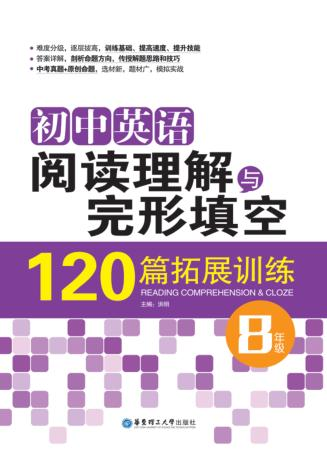 • 难度分级，逐层拔高，训练基础、提高速度、提升技能
• 答案详解，剖析命题方向，传授解题思路和技巧
• 中考真题+原创命题，选材新，题材广，模拟实战
初中英语
阅读理解与
完形填空
120篇拓展训练
READING COMPREHENSION & CLOZE
主编：洪明
8年级
华东理工大学出版社